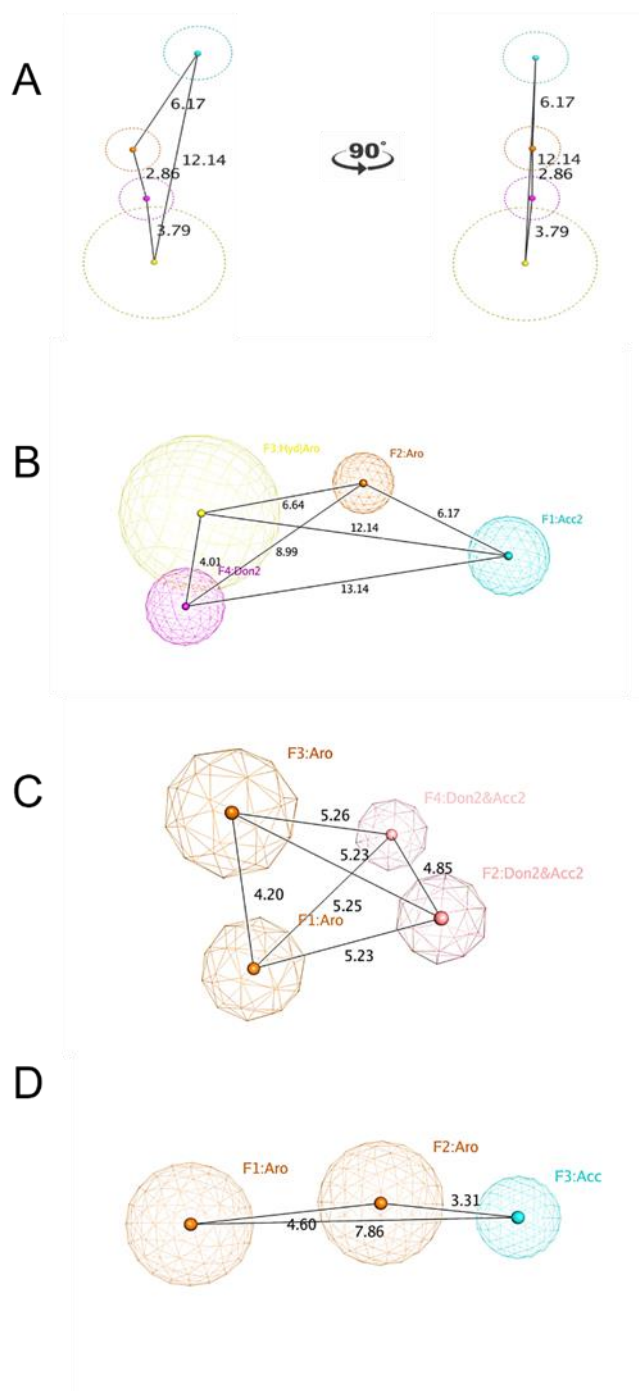 A
6.17
12.14
2.86
3.79
90°
6.17
12.14
2.86
3.79
B
F3:Hyd|Aro
F2:Aro
6.64
6.17
12.14
F1:Acc2
4.01
8.99
F4:Don2
13.14
C
F3:Aro
F4:Don2&Acc2
5.26
5.23
4.85
F2:Don2&Acc2
4.20
5.25
F1:Aro
5.23
D
F1:Aro
F2:Aro
F3:Acc
3.31
4.60
7.86